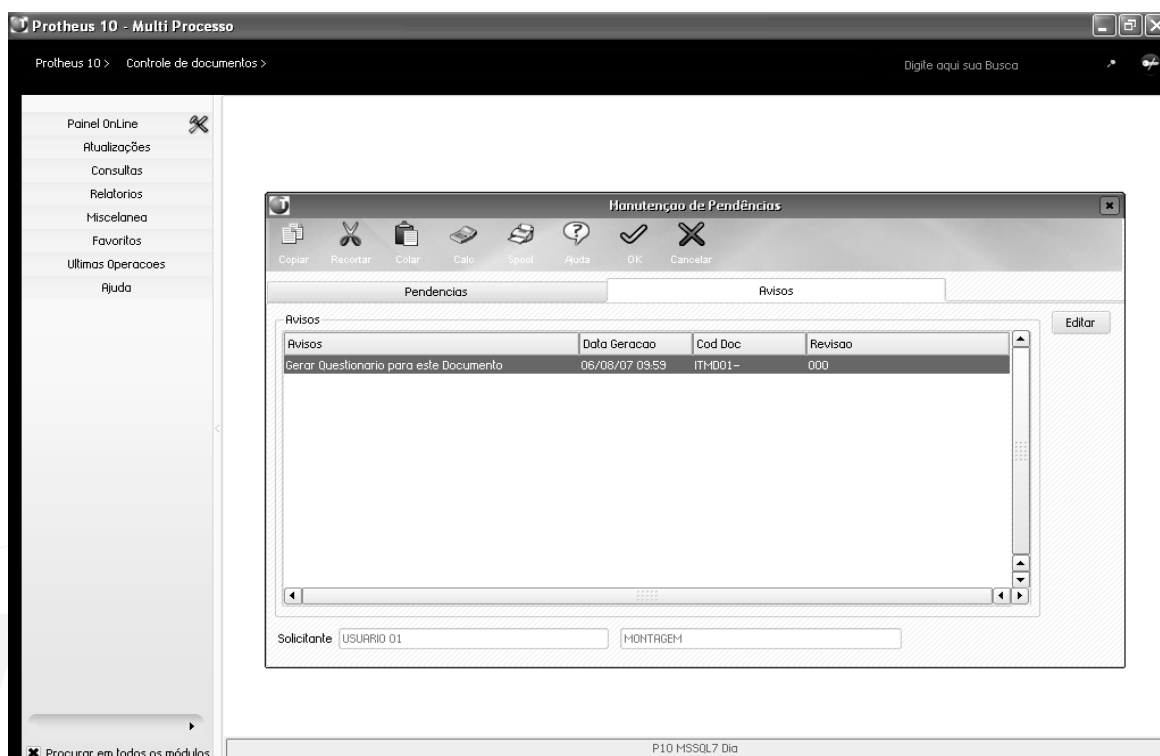 Protheus 10 - Multi Processo
Protheus 10 > Controle de documentos >
Digite aqui sua Busca
Painel OnLine
Atualizações
Consultas
Relatorios
Miscelanea
Favoritos
Ultimas Operacoes
Ajuda
Manutençao de Pendências
Copiar Recortar Colar Calc Spool Ajuda OK Cancelar
Pendencias Avisos
Avisos
Editar
Avisos Data Geracao Cod Doc Revisao
Gerar Questionario para este Documento 06/08/07 09:59 ITMD01- 000
Solicitante USUARIO 01 MONTAGEM
Procurar em todos os módulos
P10 MSSQL7 Dia